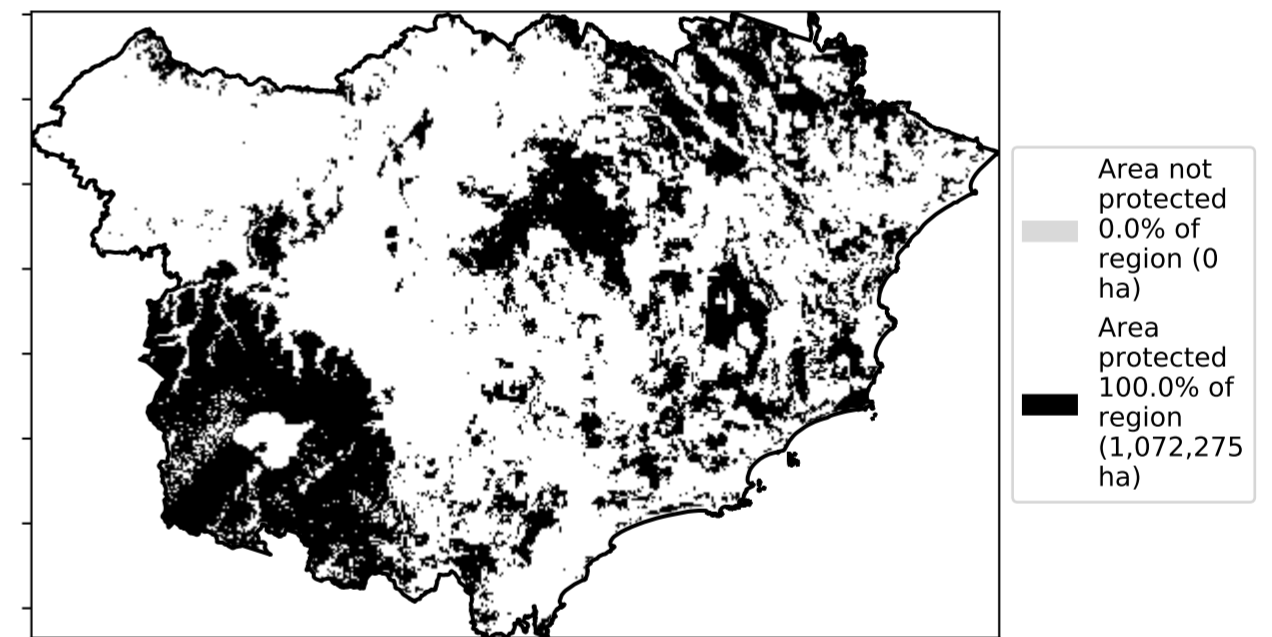 Area not
protected
0.0% of
region (0
ha)
Area
protected
100.0% of
region
(1,072,275
ha)